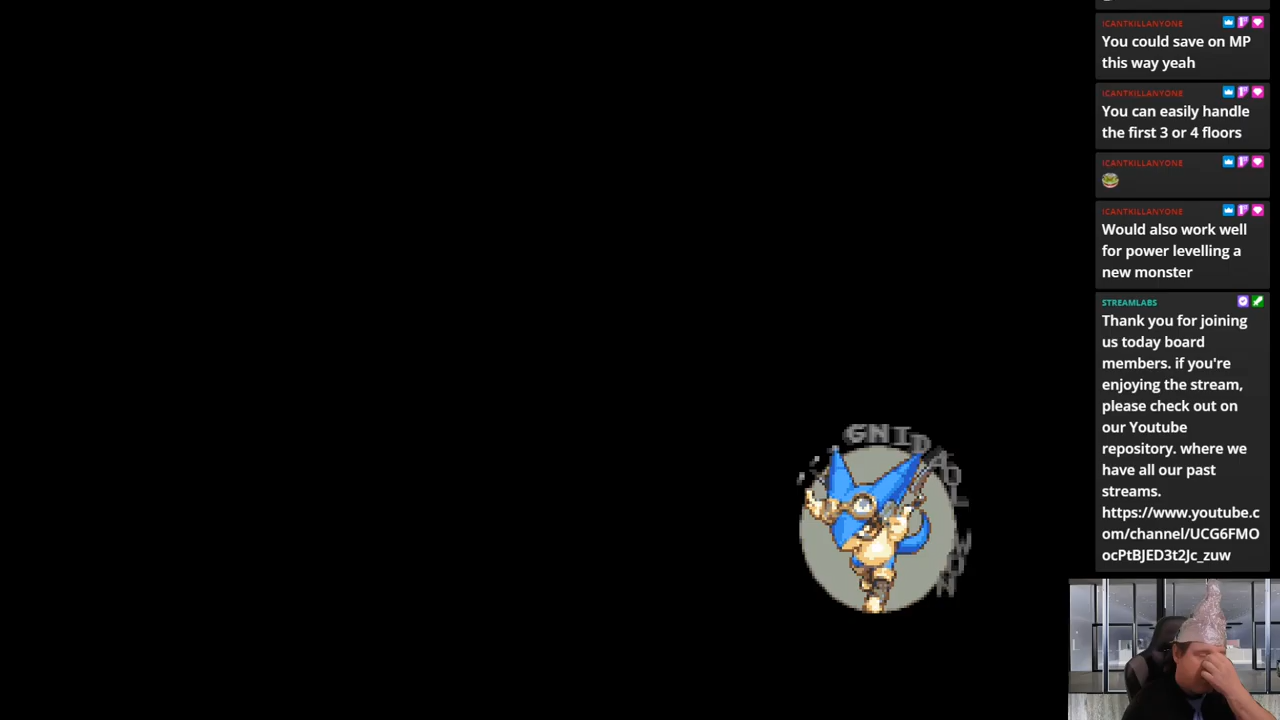 ICANTKILLANYONE
You could save on MP
this way yeah
ICANTKILLANYONE
You can easily handle
the first 3 or 4 floors
ICANTKILLANYONE
ICANTKILLANYONE
Would also work well
for power levelling a
new monster
STREAMLABS
Thank you for joining
us today board
members. if you're
enjoying the stream,
please check out on
our Youtube
repository. where we
have all our past
streams.
https://www.youtube.c
om/channel/UCG6FMO
ocPtBJED3t2Jc_zuw
GNIDAOL WON